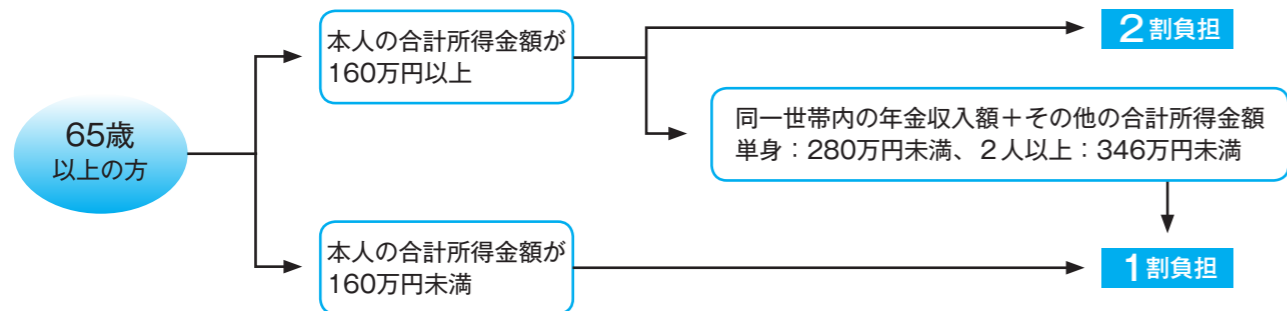 65歳
以上の方
本人の合計所得金額が
160万円以上
2割負担
同一世帯内の年金収入額＋その他の合計所得金額
単身：280万円未満、２人以上：346万円未満
本人の合計所得金額が
160万円未満
1割負担